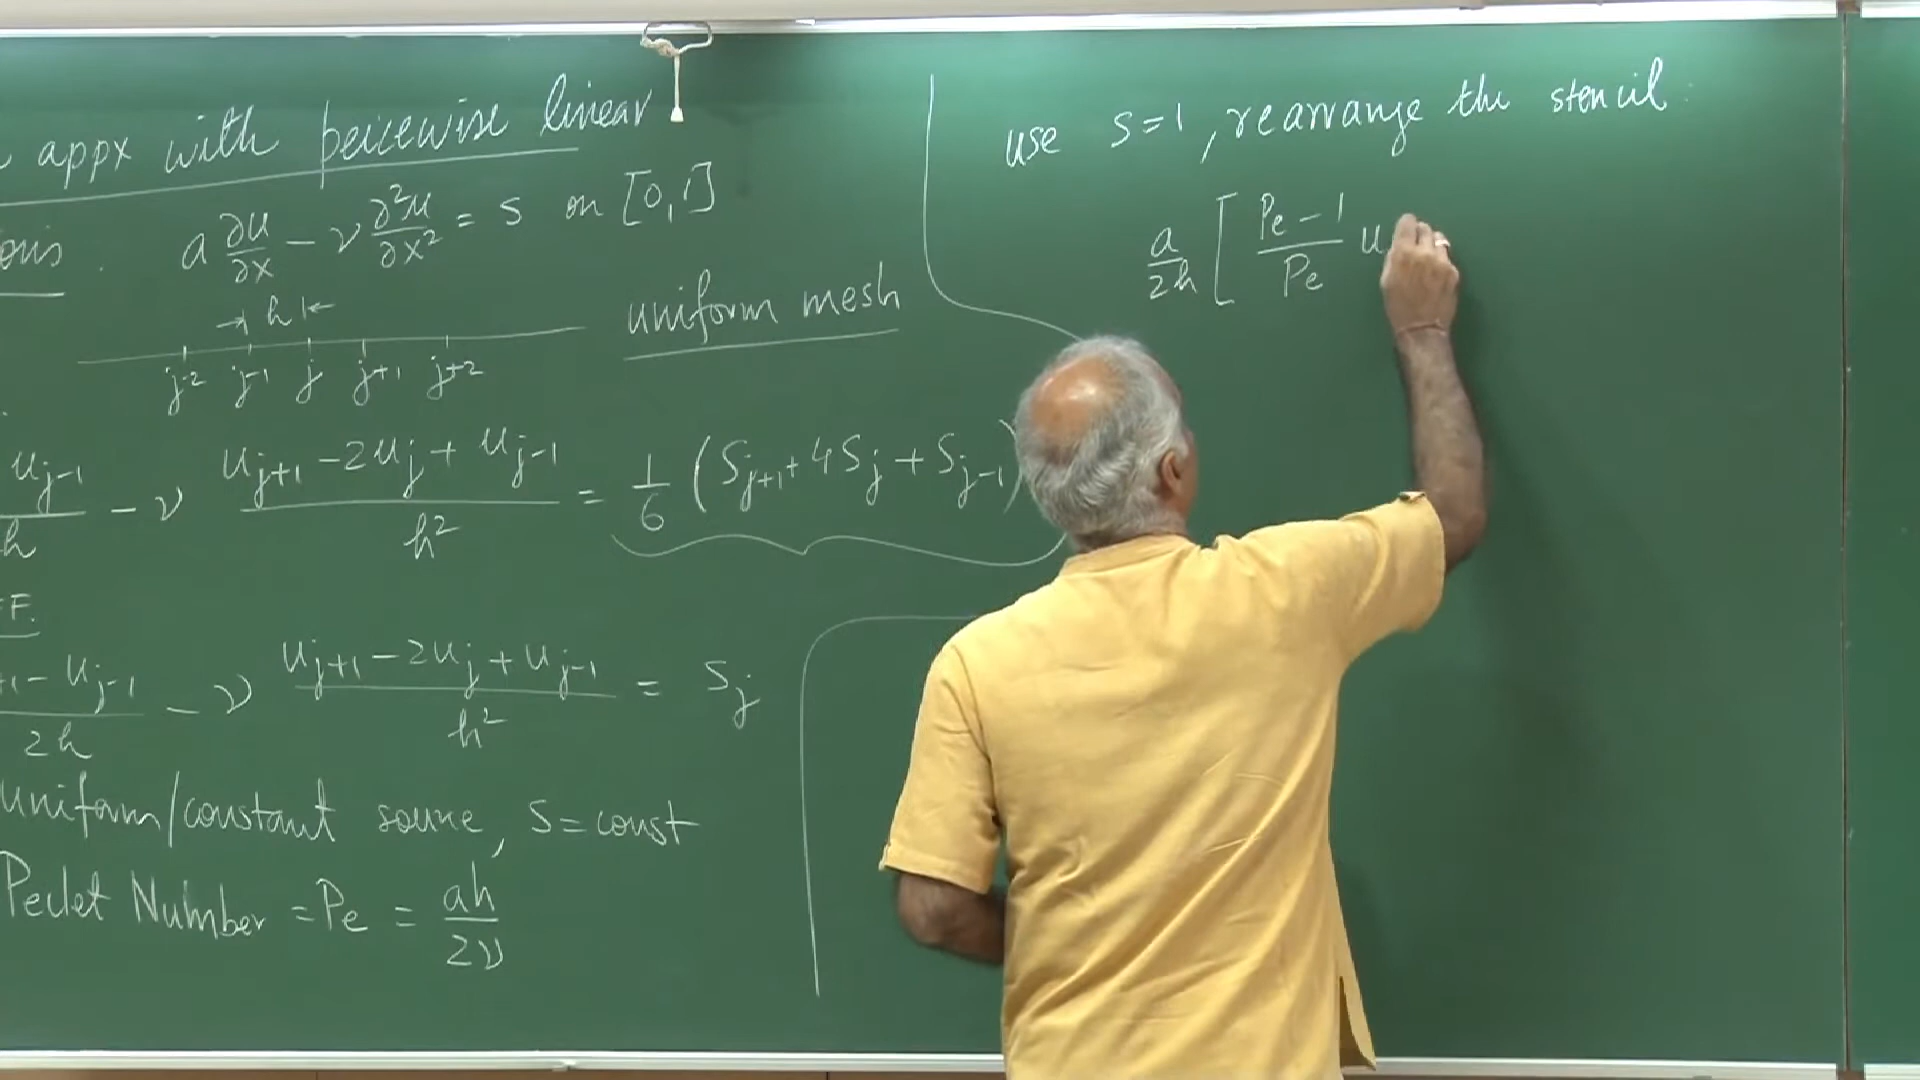 appx with peicewise linear
a ∂u/∂x − ν ∂²u/∂x² = s on [0,1]
→| h |←
uniform mesh
j-2 j-1 j j+1 j+2
u_{j-1}/h − ν (u_{j+1} − 2u_j + u_{j-1})/h² = 1/6 (S_{j+1} + 4S_j + S_{j-1})
F.
− u_{j-1}/2h − ν (u_{j+1} − 2u_j + u_{j-1})/h² = s_j
uniform/constant source, s = const
Peclet Number = Pe = ah/2ν
use s=1, rearrange the stencil
a/2h [ (Pe − 1)/Pe u